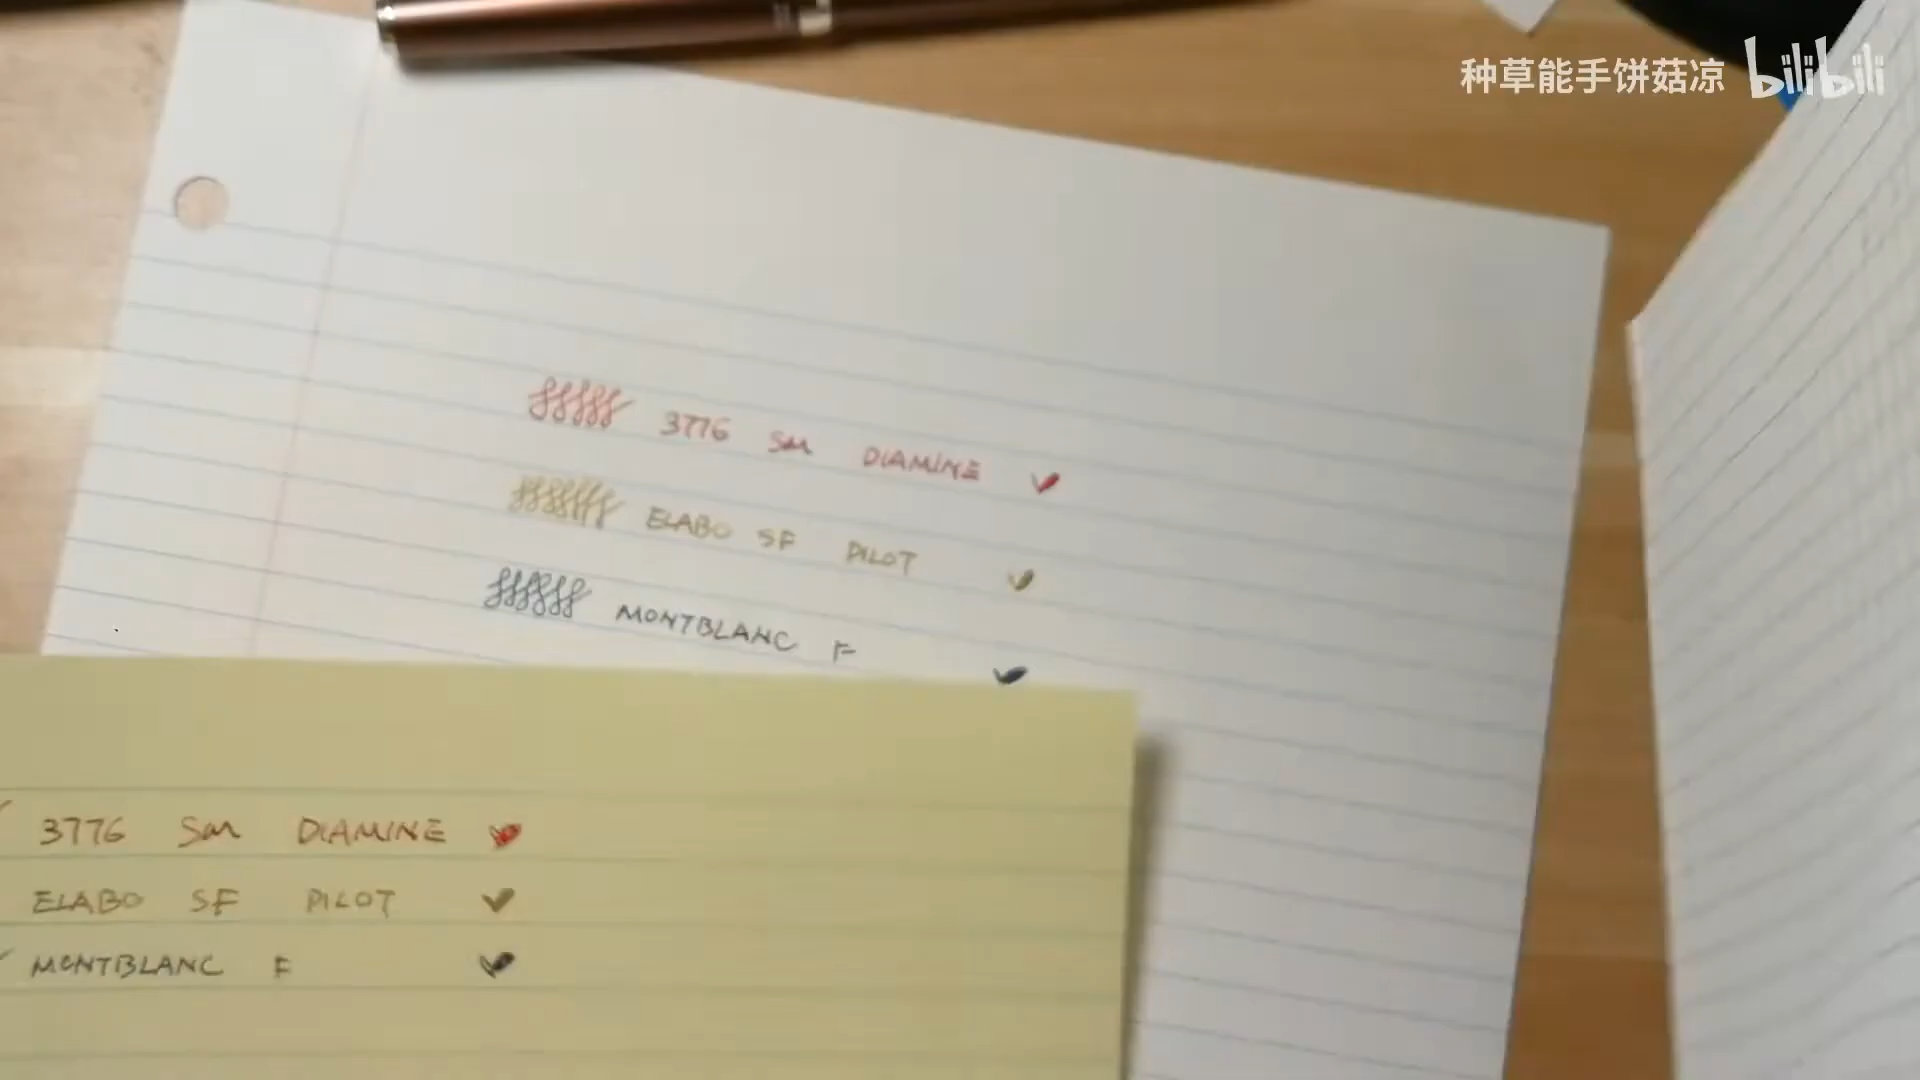 种草能手饼菇凉 bilibili
3776 SM DIAMINE
ELABO SF PILOT
MONTBLANC F
3776 SM DIAMINE
ELABO SF PILOT
MONTBLANC F